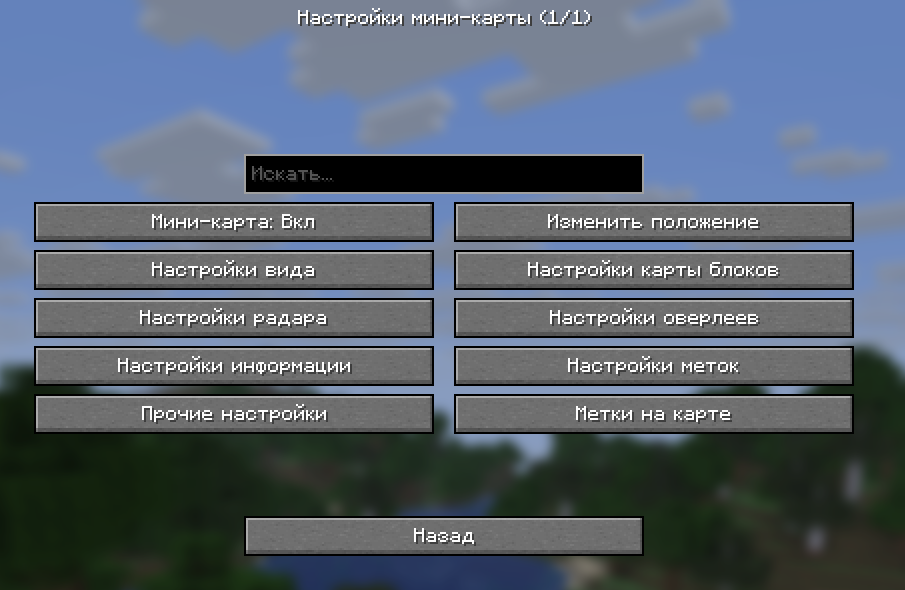 Настройки мини-карты (1/1)
Искать...
Мини-карта: Вкл
Изменить положение
Настройки вида
Настройки карты блоков
Настройки радара
Настройки оверлеев
Настройки информации
Настройки меток
Прочие настройки
Метки на карте
Назад